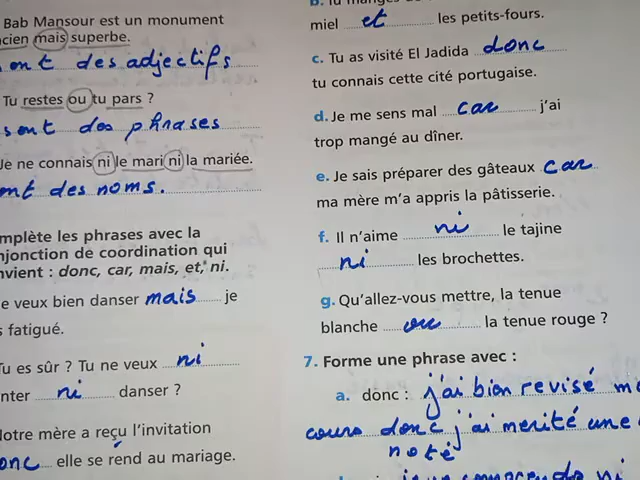 Bab Mansour est un monument
cien mais superbe.
ont des adjectifs
Tu restes ou tu pars ?
sont des phrases
Je ne connais ni le mari ni la mariée.
ont des noms.
mplète les phrases avec la
njonction de coordination qui
nvient : donc, car, mais, et, ni.
e veux bien danser mais je
s fatigué.
Tu es sûr ? Tu ne veux ni
nter ni danser ?
Notre mère a reçu l'invitation
onc elle se rend au mariage.
miel et les petits-fours.
c. Tu as visité El Jadida donc
tu connais cette cité portugaise.
d. Je me sens mal car j'ai
trop mangé au dîner.
e. Je sais préparer des gâteaux car
ma mère m'a appris la pâtisserie.
f. Il n'aime ni le tajine
ni les brochettes.
g. Qu'allez-vous mettre, la tenue
blanche ou la tenue rouge ?
7. Forme une phrase avec :
a. donc : j'ai bien revisé m
cours donc j'ai merité une
noté